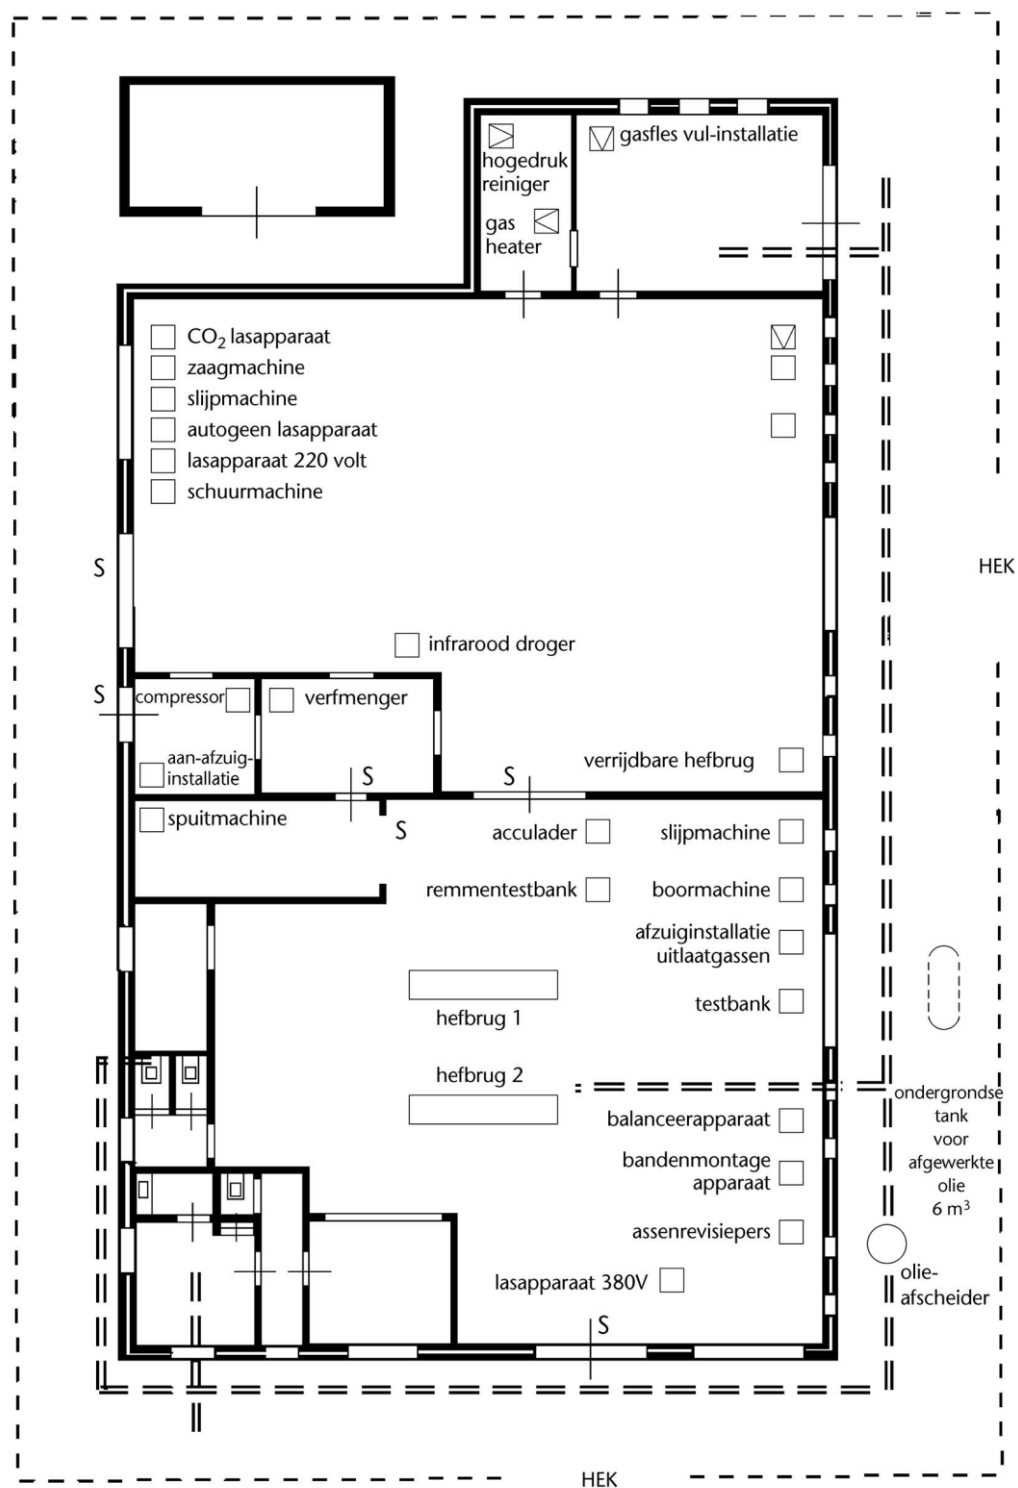 gasfles vul-installatie
hogedruk
reiniger
gas
heater
CO₂ lasapparaat
zaagmachine
slijpmachine
autogeen lasapparaat
lasapparaat 220 volt
schuurmachine
S
HEK
infrarood droger
S
compressor
verfmenger
aan-afzuig-
installatie
S
S
verrijdbare hefbrug
spuitmachine
S
acculader
slijpmachine
remmentestbank
boormachine
afzuiginstallatie
uitlaatgassen
testbank
hefbrug 1
hefbrug 2
ondergrondse
tank
voor
afgewerkte
olie
6 m³
balanceerapparaat
bandenmontage
apparaat
assenrevisiepers
lasapparaat 380V
olie-
afscheider
S
HEK